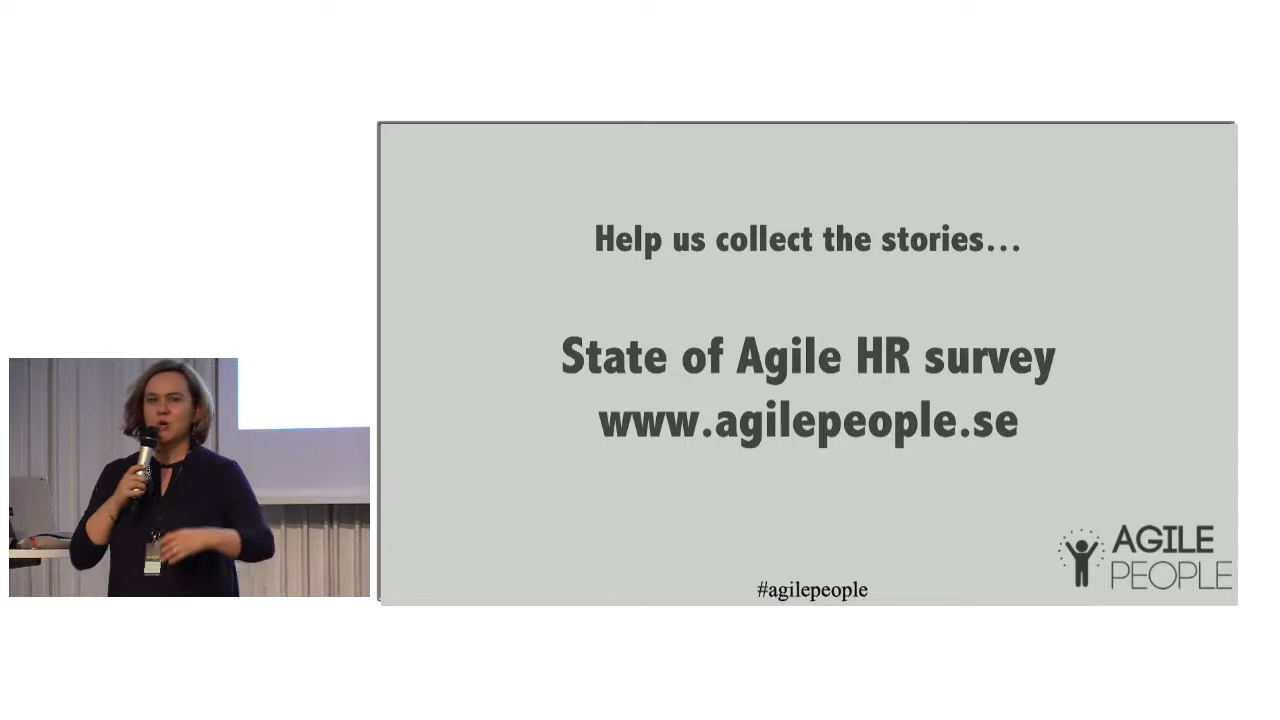 Help us collect the stories...
State of Agile HR survey
www.agilepeople.se
AGILE
PEOPLE
#agilepeople